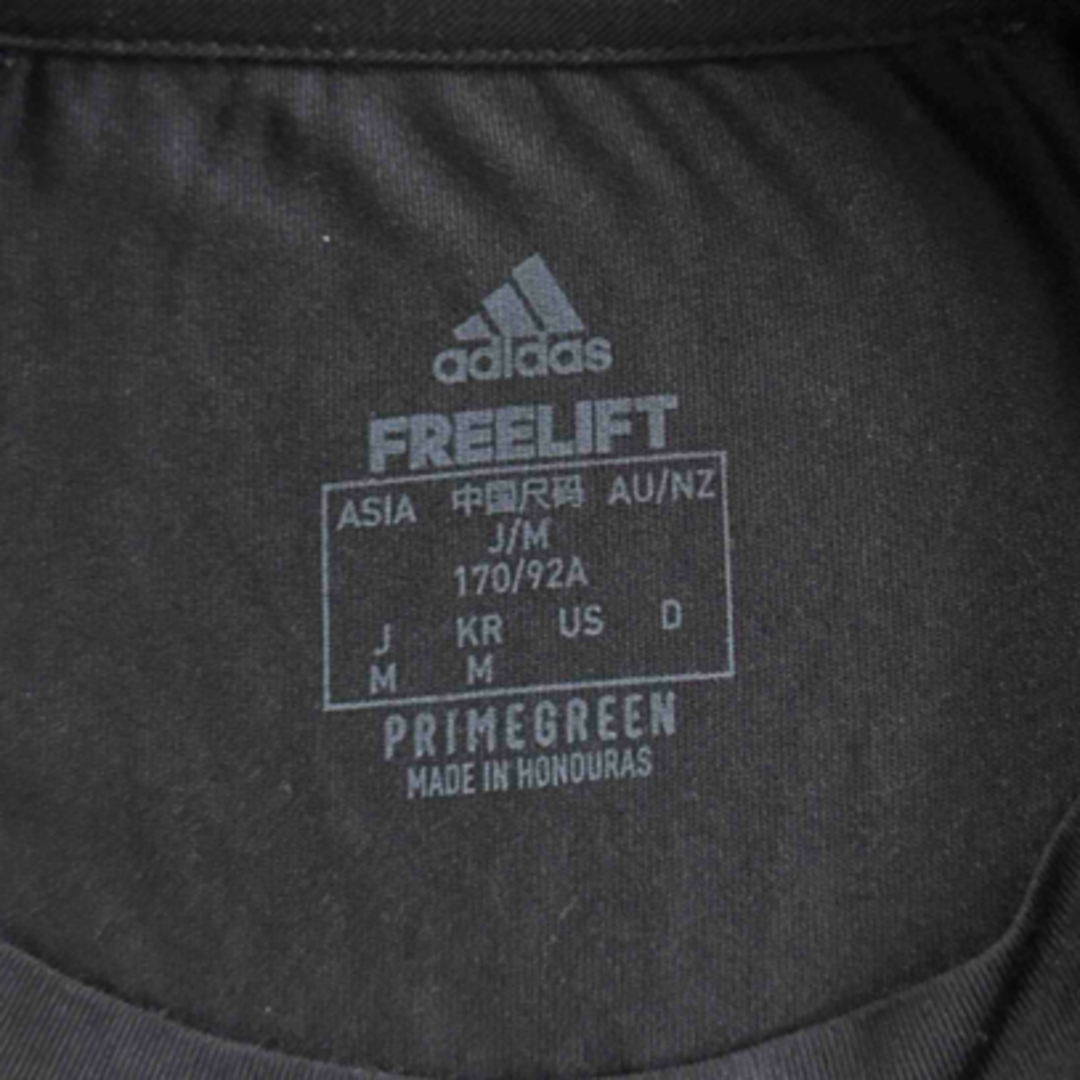 adidas
FREELIFT
ASIA 中国尺码 AU/NZ
J/M
170/92A
J KR US D
M M
PRIMEGREEN
MADE IN HONDURAS